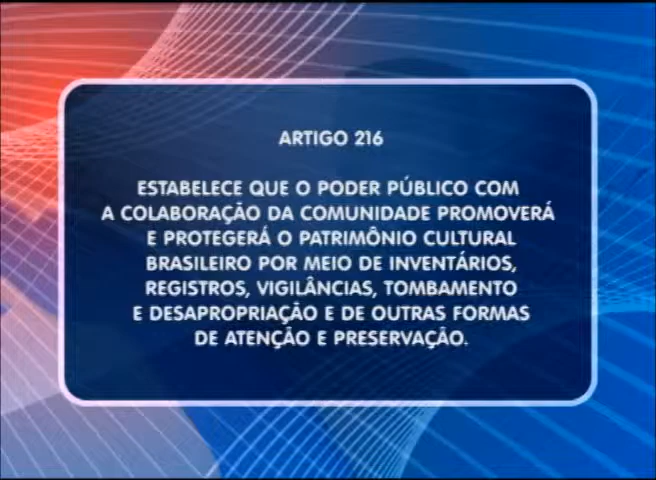 ARTIGO 216
ESTABELECE QUE O PODER PÚBLICO COM
A COLABORAÇÃO DA COMUNIDADE PROMOVERÁ
E PROTEGERÁ O PATRIMÔNIO CULTURAL
BRASILEIRO POR MEIO DE INVENTÁRIOS,
REGISTROS, VIGILÂNCIAS, TOMBAMENTO
E DESAPROPRIAÇÃO E DE OUTRAS FORMAS
DE ATENÇÃO E PRESERVAÇÃO.